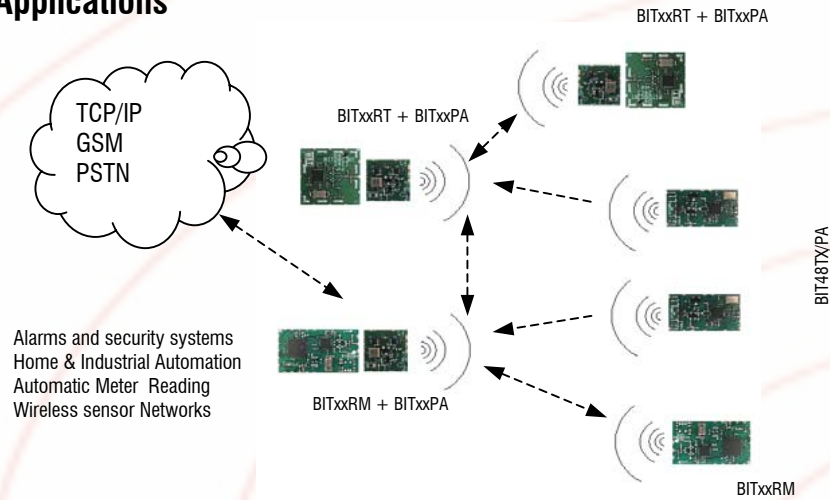 Applications
BITxxRT + BITxxPA
TCP/IP
GSM
PSTN
BITxxRT + BITxxPA
BIT48TX/PA
Alarms and security systems
Home & Industrial Automation
Automatic Meter Reading
Wireless sensor Networks
BITxxRM + BITxxPA
BITxxRM